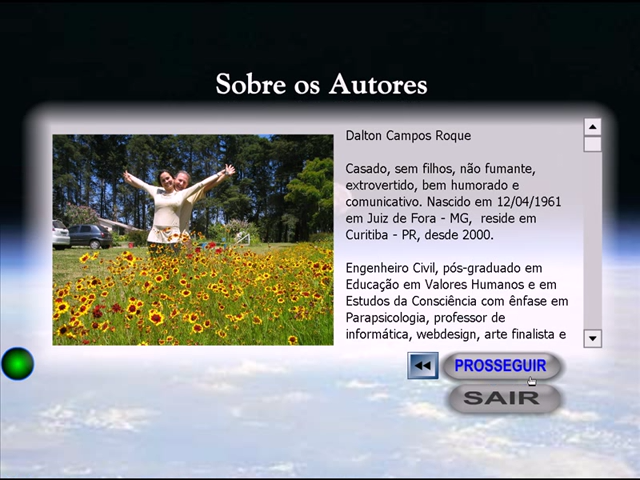 Sobre os Autores
Dalton Campos Roque
Casado, sem filhos, não fumante,
extrovertido, bem humorado e
comunicativo. Nascido em 12/04/1961
em Juiz de Fora - MG, reside em
Curitiba - PR, desde 2000.
Engenheiro Civil, pós-graduado em
Educação em Valores Humanos e em
Estudos da Consciência com ênfase em
Parapsicologia, professor de
informática, webdesign, arte finalista e
PROSSEGUIR
SAIR